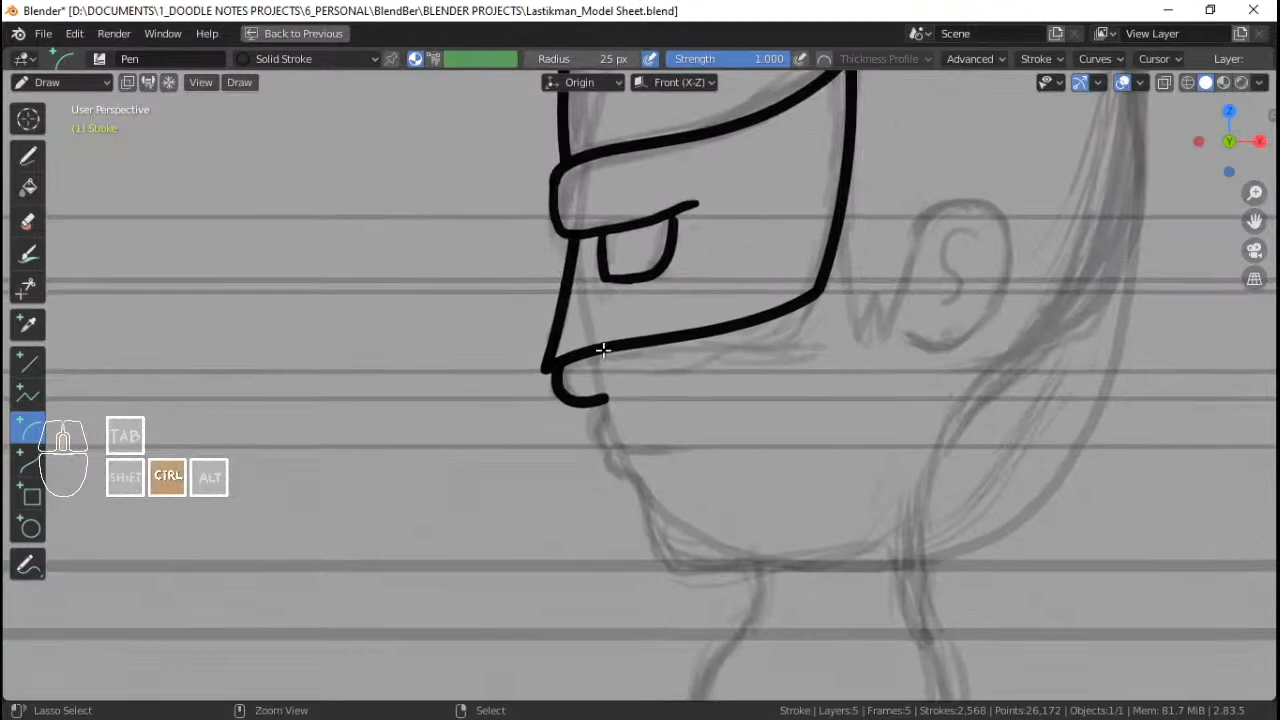 Blender* [D:\DOCUMENTS\1_DOODLE NOTES PROJECTS\6_PERSONAL\BlendBer\BLENDER PROJECTS\Lastikman_Model Sheet.blend]
File Edit Render Window Help Back to Previous Scene View Layer
Pen Solid Stroke Radius 25 px Strength 1.000 Thickness Profile Advanced Stroke Curves Cursor Layer:
Draw View Draw Origin Front (X-Z)
User Perspective
(1) Stroke
Z
Y
X
TAB
SHIFT CTRL ALT
Lasso Select Zoom View Select Stroke | Layers:5 | Frames:5 | Strokes:2,568 | Points:26,172 | Objects:1/1 | Mem: 81.7 MiB | 2.83.5